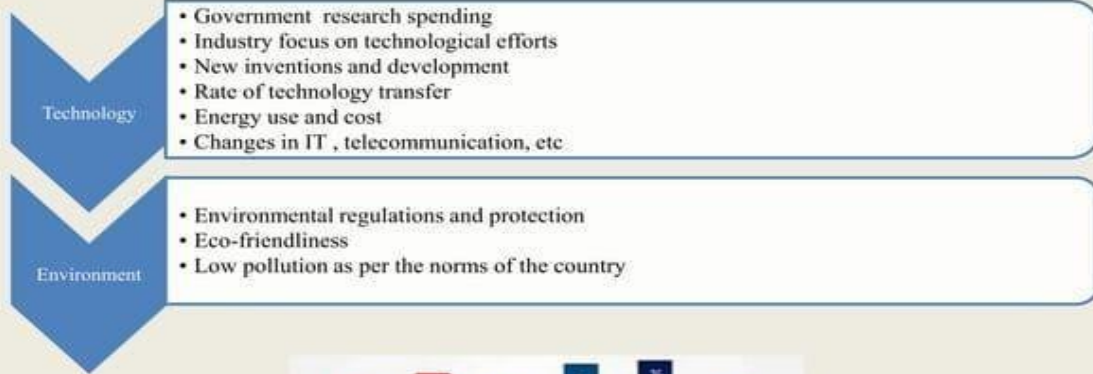 Technology
• Government research spending
• Industry focus on technological efforts
• New inventions and development
• Rate of technology transfer
• Energy use and cost
• Changes in IT , telecommunication, etc
Environment
• Environmental regulations and protection
• Eco-friendliness
• Low pollution as per the norms of the country